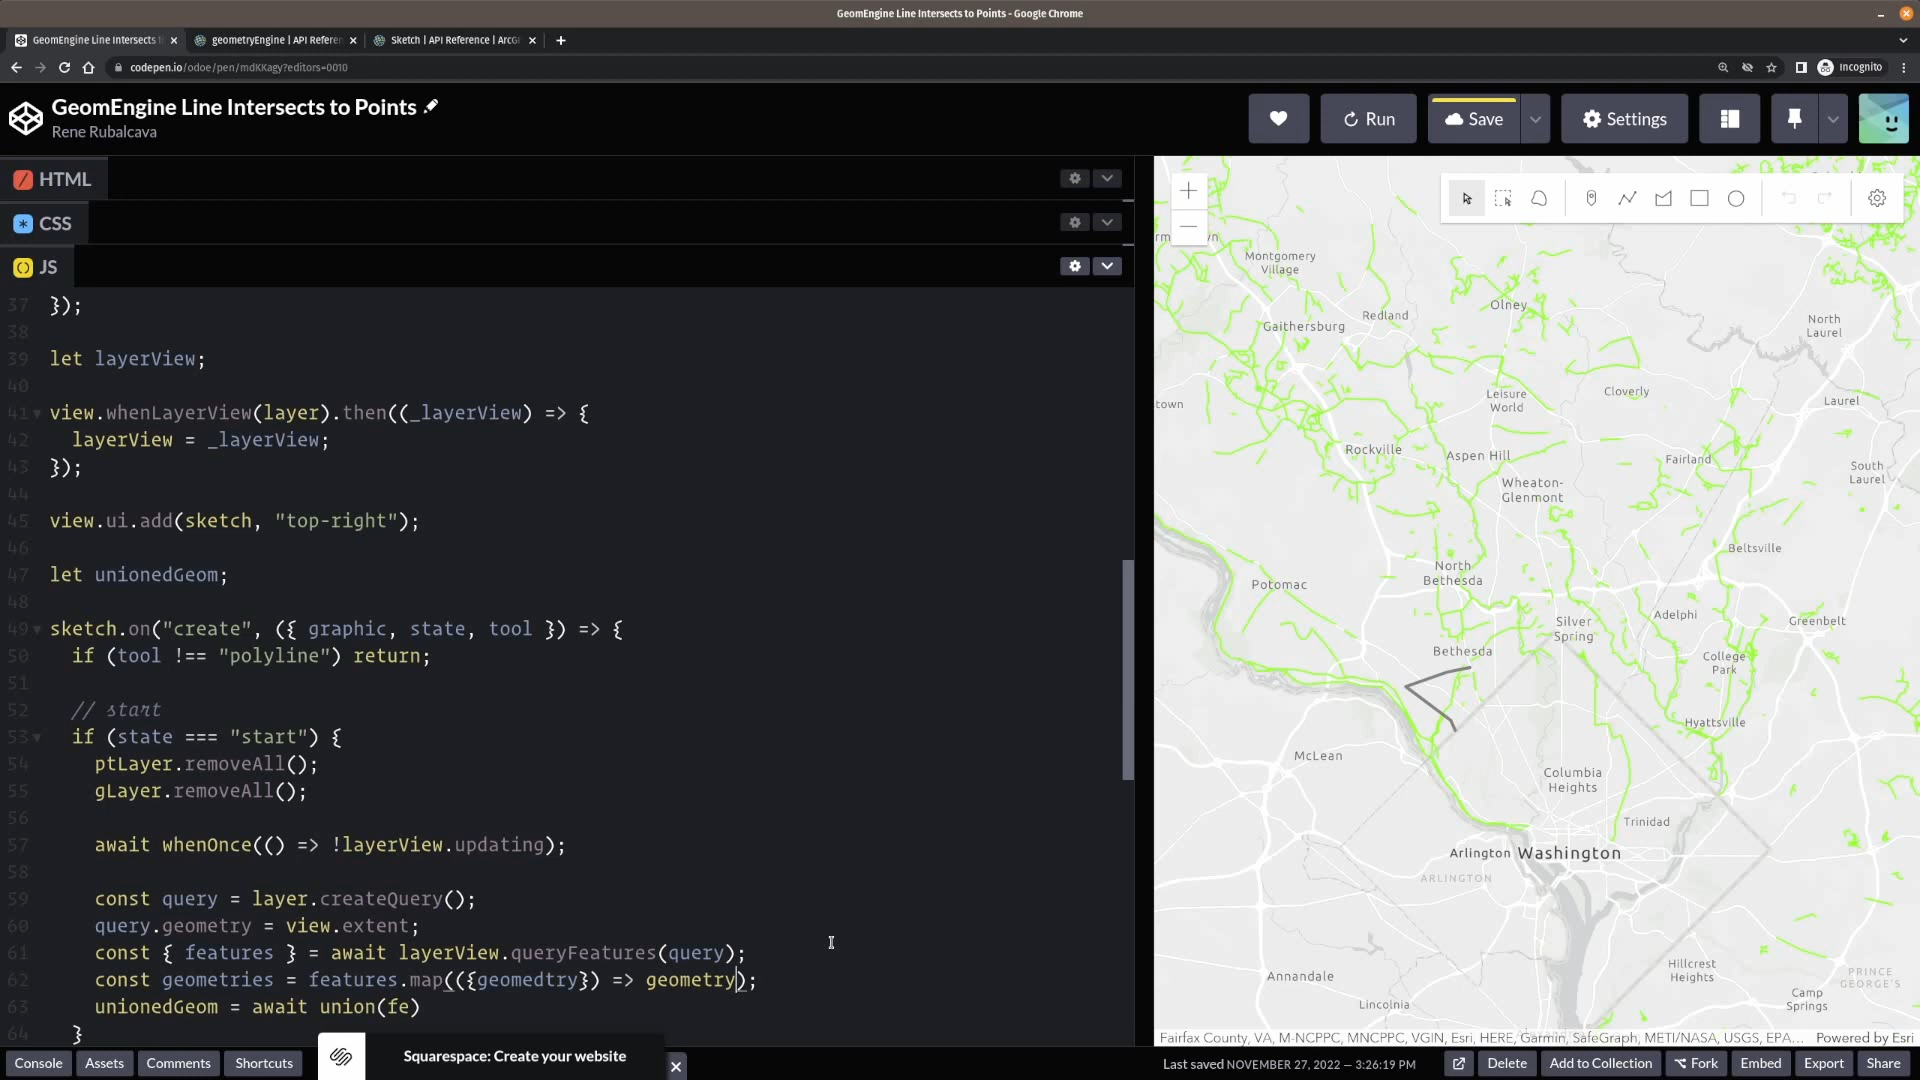 GeomEngine Line Intersects to Points - Google Chrome
GeomEngine Line Intersects
geometryEngine | API Referen
Sketch | API Reference | ArcG
codepen.io/odoe/pen/mdKKagy?editors=0010
Incognito
GeomEngine Line Intersects to Points
Rene Rubalcava
Run
Save
Settings
HTML
CSS
JS
37 });
38
39 let layerView;
40
41 view.whenLayerView(layer).then((_layerView) => {
42 layerView = _layerView;
43 });
44
45 view.ui.add(sketch, "top-right");
46
47 let unionedGeom;
48
49 sketch.on("create", ({ graphic, state, tool }) => {
50 if (tool !== "polyline") return;
51
52 // start
53 if (state === "start") {
54 ptLayer.removeAll();
55 gLayer.removeAll();
56
57 await whenOnce(() => !layerView.updating);
58
59 const query = layer.createQuery();
60 query.geometry = view.extent;
61 const { features } = await layerView.queryFeatures(query);
62 const geometries = features.map(({geomedtry}) => geometry);
63 unionedGeom = await union(fe)
64 }
Montgomery
Village
Olney
Redland
Gaithersburg
North
Laurel
town
Leisure
World
Cloverly
Laurel
Rockville
Aspen Hill
Fairland
South
Laurel
Wheaton-
Glenmont
Beltsville
North
Bethesda
Potomac
Adelphi
Greenbelt
Silver
Spring
Bethesda
College
Park
Hyattsville
McLean
Columbia
Heights
Trinidad
Arlington
Washington
ARLINGTON
Annandale
Hillcrest
Heights
PRINCE
GEORGE'S
Camp
Springs
Lincolnia
Fairfax County, VA, M-NCPPC, MNCPPC, VGIN, Esri, HERE, Garmin, SafeGraph, METI/NASA, USGS, EPA...
Powered by Esri
Console
Assets
Comments
Shortcuts
Squarespace: Create your website
Last saved NOVEMBER 27, 2022 — 3:26:19 PM
Delete
Add to Collection
Fork
Embed
Export
Share